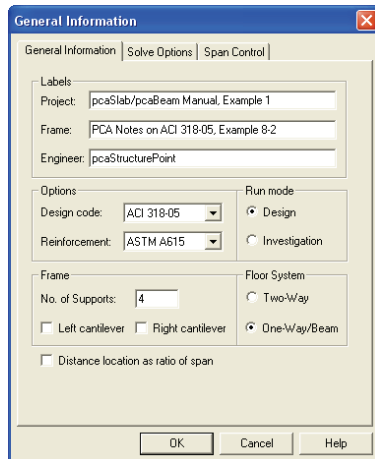 General Information
General Information Solve Options Span Control
Labels
Project: pcaSlab/pcaBeam Manual, Example 1
Frame: PCA Notes on ACI 318-05, Example 8-2
Engineer: pcaStructurePoint
Options Run mode
Design code: ACI 318-05 Design
Reinforcement: ASTM A615 Investigation
Frame Floor System
No. of Supports: 4 Two-Way
Left cantilever Right cantilever One-Way/Beam
Distance location as ratio of span
OK Cancel Help